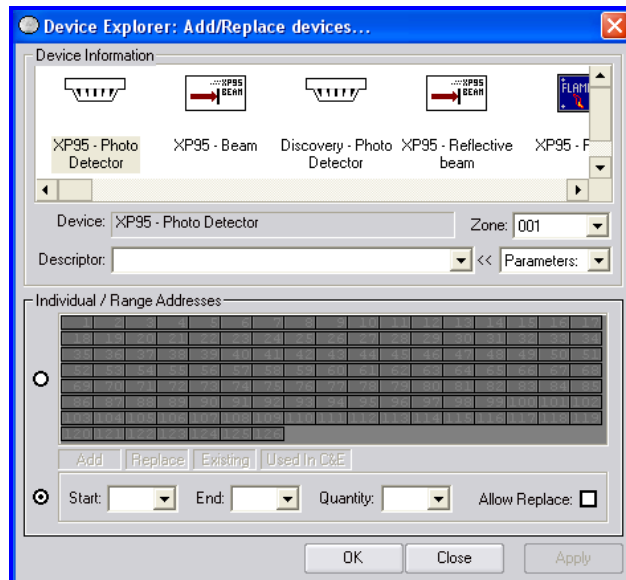 Device Explorer: Add/Replace devices...
Device Information
XP95 BEAM
XP95 BEAM
FLAM
XP95 - Photo Detector
XP95 - Beam
Discovery - Photo Detector
XP95 - Reflective beam
XP95 - F
Device: XP95 - Photo Detector Zone: 001
Descriptor: << Parameters:
Individual / Range Addresses
1 2 3 4 5 6 7 8 9 10 11 12 13 14 15 16 17
18 19 20 21 22 23 24 25 26 27 28 29 30 31 32 33 34
35 36 37 38 39 40 41 42 43 44 45 46 47 48 49 50 51
52 53 54 55 56 57 58 59 60 61 62 63 64 65 66 67 68
69 70 71 72 73 74 75 76 77 78 79 80 81 82 83 84 85
86 87 88 89 90 91 92 93 94 95 96 97 98 99 100 101 102
103 104 105 106 107 108 109 110 111 112 113 114 115 116 117 118 119
120 121 122 123 124 125 126
Add Replace Existing Used In C&E
Start: End: Quantity: Allow Replace:
OK Close Apply